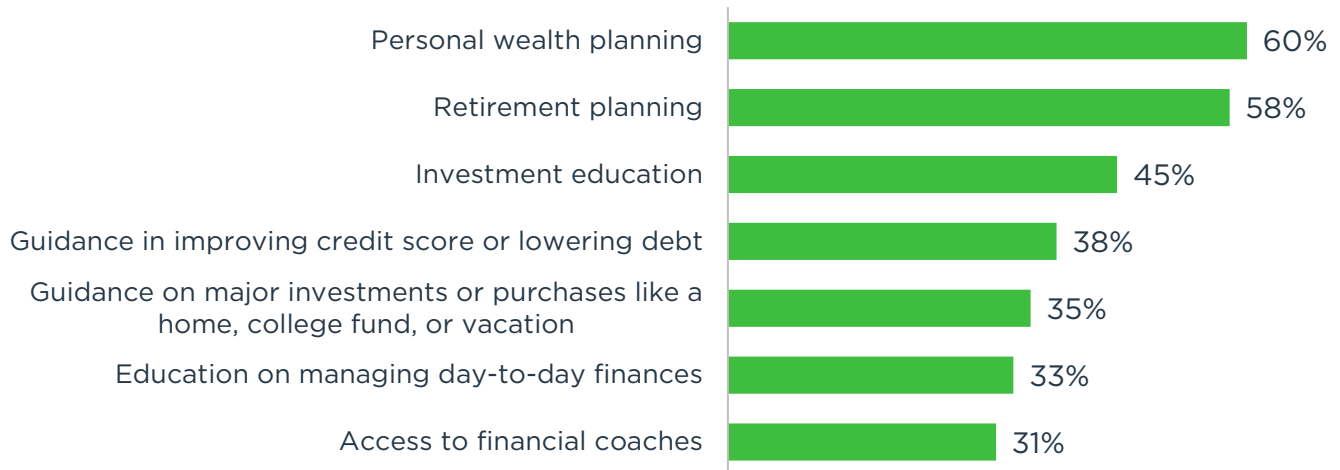 Personal wealth planning 60%
Retirement planning 58%
Investment education 45%
Guidance in improving credit score or lowering debt 38%
Guidance on major investments or purchases like a
home, college fund, or vacation 35%
Education on managing day-to-day finances 33%
Access to financial coaches 31%